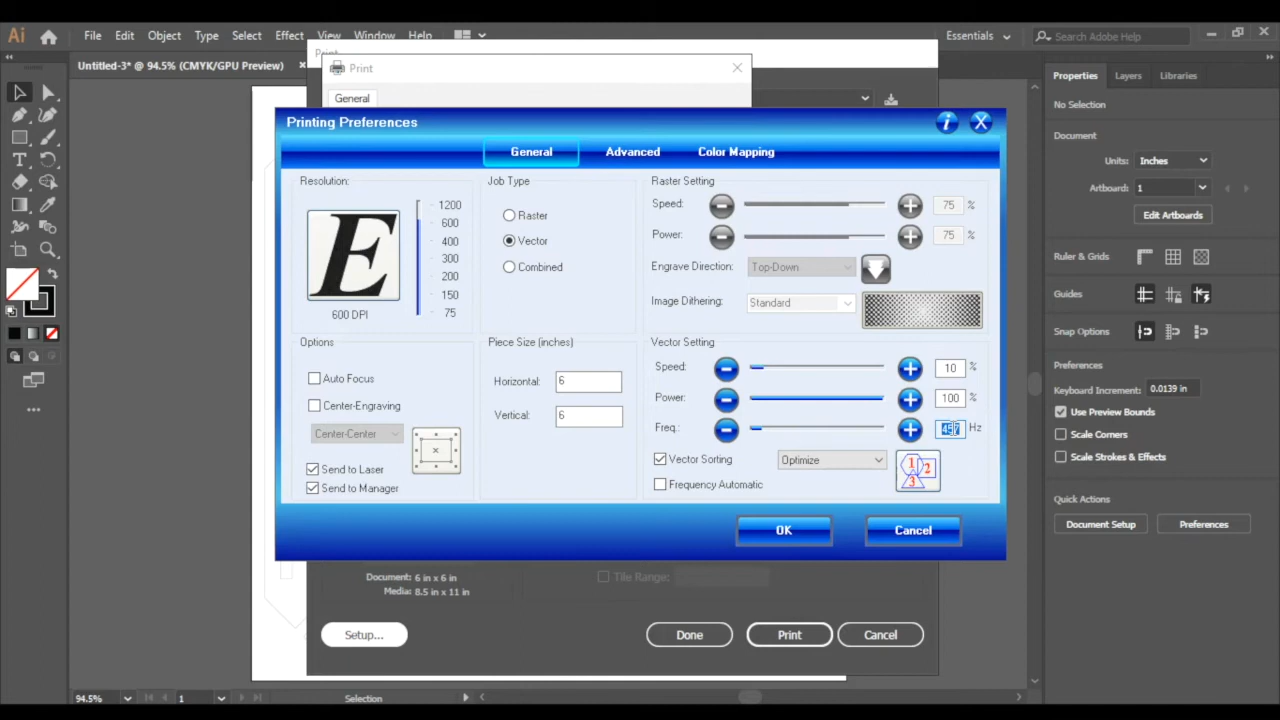 Ai File Edit Object Type Select Effect View Window Help
Essentials
Search Adobe Help
Untitled-3* @ 94.5% (CMYK/GPU Preview)
Print
Print
General
Properties Layers Libraries
No Selection
Document
Units: Inches
Artboard: 1
Edit Artboards
Ruler & Grids
Guides
Snap Options
Preferences
Keyboard Increment: 0.0139 in
Use Preview Bounds
Scale Corners
Scale Strokes & Effects
Quick Actions
Document Setup Preferences
Printing Preferences
General Advanced Color Mapping
Resolution:
E
600 DPI
1200
600
400
300
200
150
75
Job Type
Raster
Vector
Combined
Raster Setting
Speed: 75 %
Power: 75 %
Engrave Direction: Top-Down
Image Dithering: Standard
Options
Auto Focus
Center-Engraving
Center-Center
Send to Laser
Send to Manager
Piece Size (inches)
Horizontal: 6
Vertical: 6
Vector Setting
Speed: 10 %
Power: 100 %
Freq.: Hz
Vector Sorting Optimize
1 2 3
Frequency Automatic
OK Cancel
Document: 6 in x 6 in
Media: 8.5 in x 11 in
Tile Range:
Setup... Done Print Cancel
94.5% 1 Selection